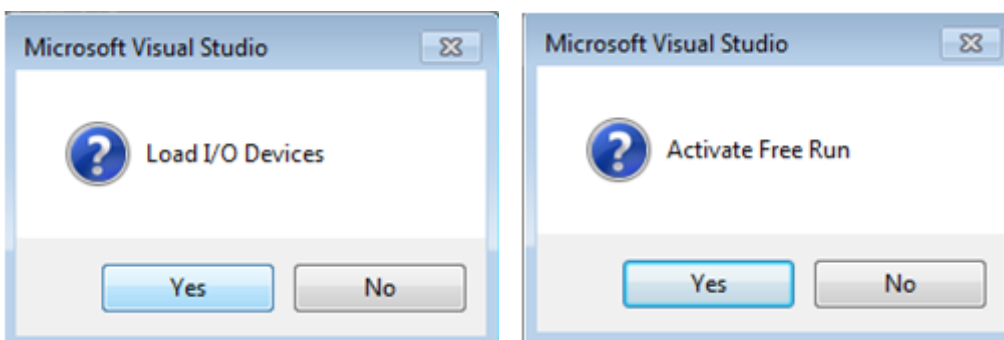 Microsoft Visual Studio
Load I/O Devices
Yes No
Microsoft Visual Studio
Activate Free Run
Yes No